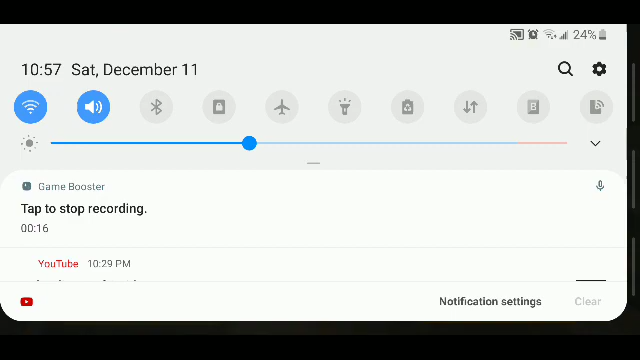 24%
10:57 Sat, December 11
Game Booster
Tap to stop recording.
00:16
YouTube 10:29 PM
Notification settings
Clear